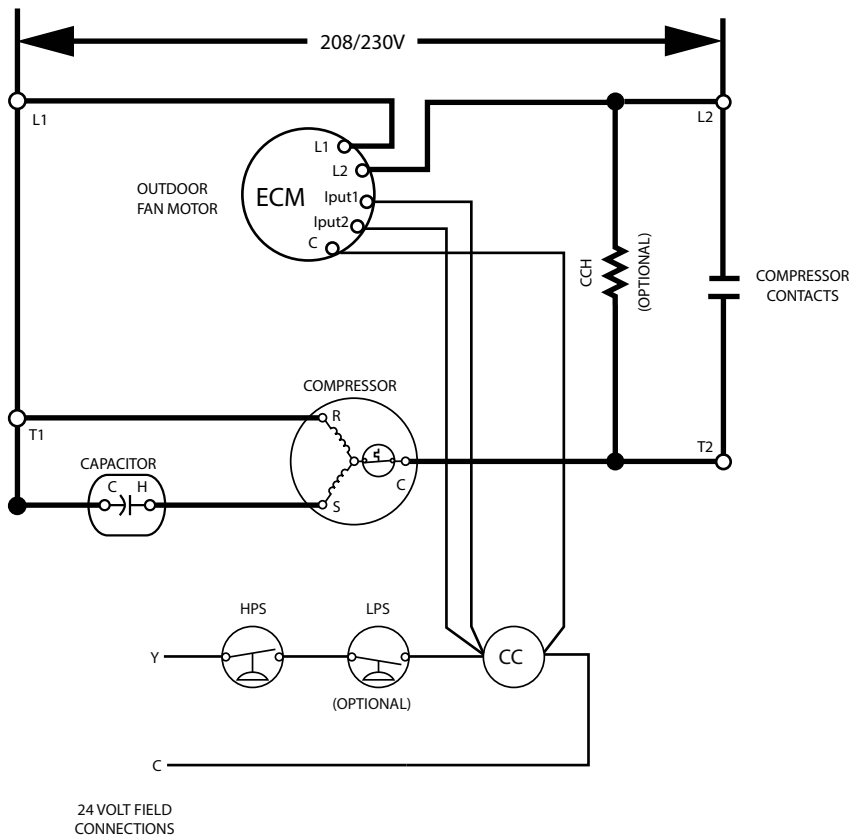 208/230V
L1
L2
L1
L2
Iput1
Iput2
C
OUTDOOR
FAN MOTOR
ECM
CCH
(OPTIONAL)
COMPRESSOR
CONTACTS
COMPRESSOR
R
T1
T2
CAPACITOR
C H
C
S
HPS
LPS
Y
CC
(OPTIONAL)
C
24 VOLT FIELD
CONNECTIONS